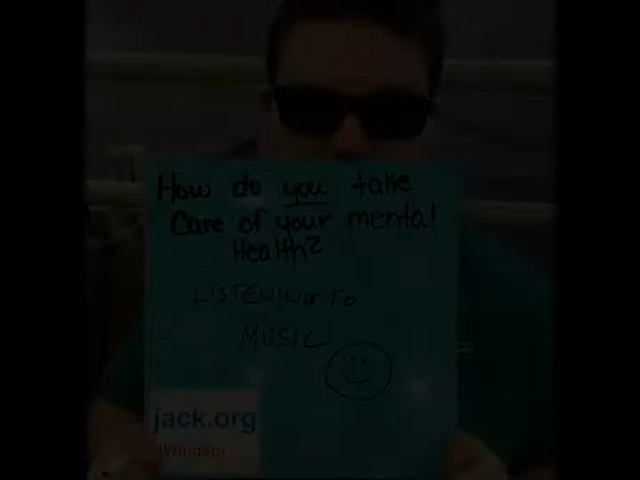 How do you take
Care of your mental
Health?
LISTENING TO
MUSIC
jack.org